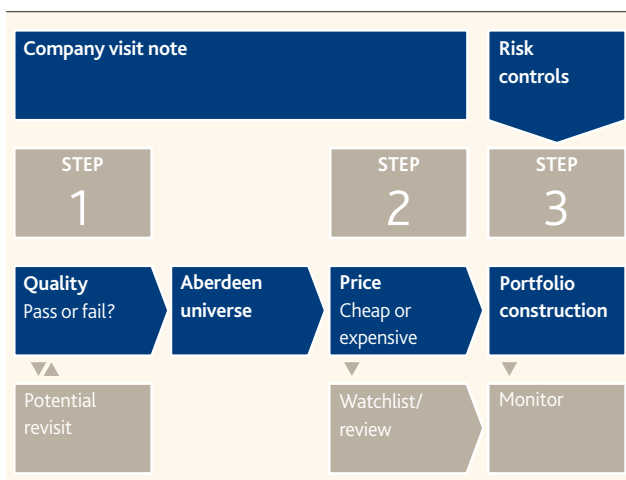 Company visit note
Risk
controls
STEP
1
STEP
2
STEP
3
Quality
Pass or fail?
Aberdeen
universe
Price
Cheap or
expensive
Portfolio
construction
Potential
revisit
Watchlist/
review
Monitor